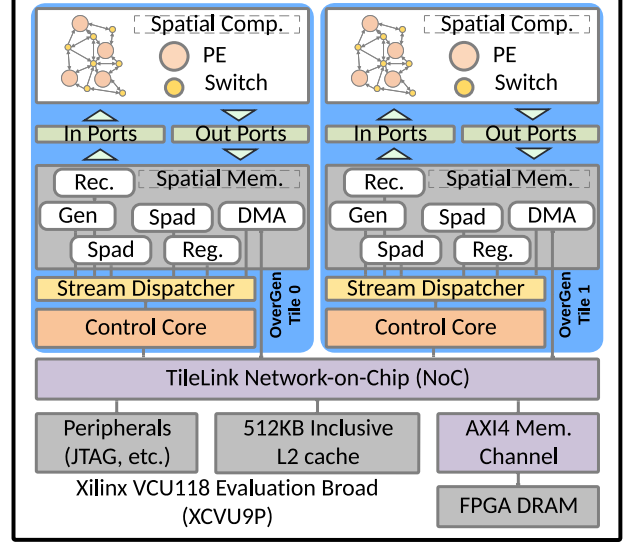 Spatial Comp.
PE
Switch
In Ports
Out Ports
Spatial Mem.
Rec.
Gen
Spad
DMA
Spad
Reg.
Stream Dispatcher
Control Core
OverGen
Tile 0
Spatial Comp.
PE
Switch
In Ports
Out Ports
Spatial Mem.
Rec.
Gen
Spad
DMA
Spad
Reg.
Stream Dispatcher
Control Core
OverGen
Tile 1
TileLink Network-on-Chip (NoC)
Peripherals
(JTAG, etc.)
512KB Inclusive
L2 cache
AXI4 Mem.
Channel
FPGA DRAM
Xilinx VCU118 Evaluation Broad
(XCVU9P)